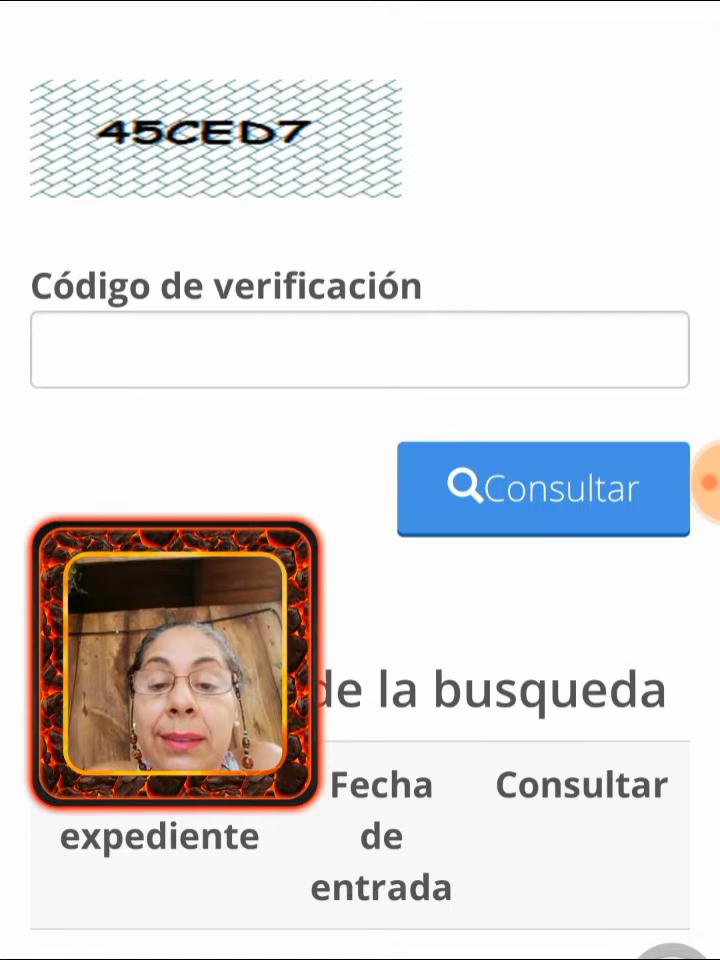 45CED7
Código de verificación
Consultar
de la busqueda
expediente
Fecha de entrada
Consultar